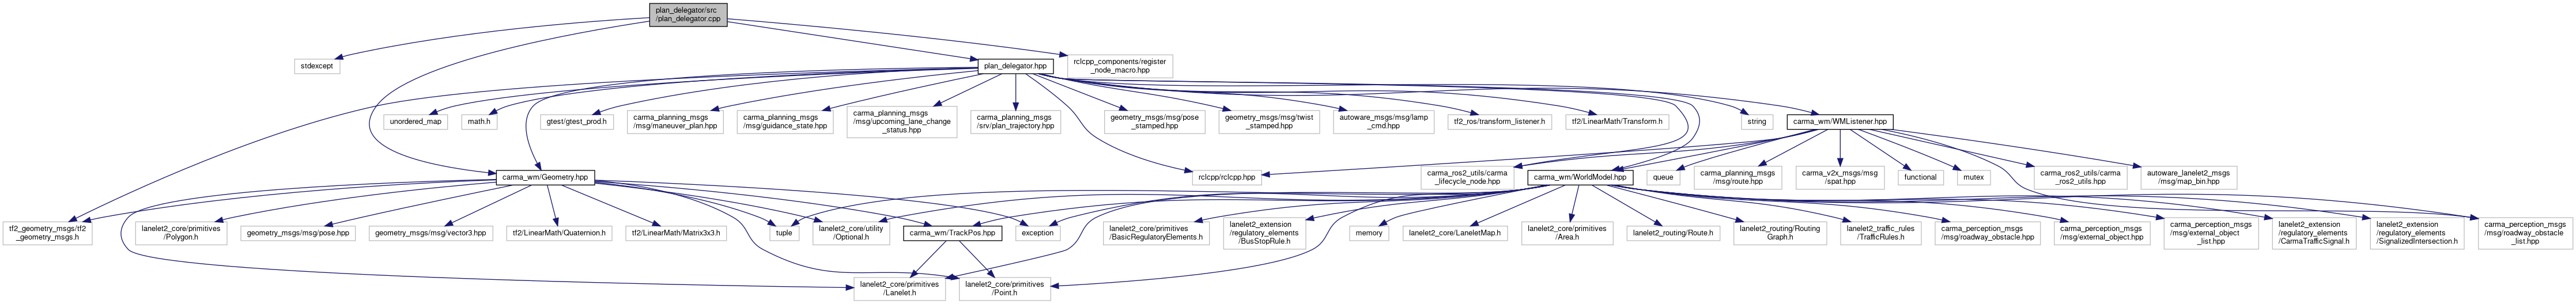 plan_delegator/src
/plan_delegator.cpp
stdexcept
plan_delegator.hpp
rclcpp_components/register
_node_macro.hpp
unordered_map
math.h
gtest/gtest_prod.h
carma_planning_msgs
/msg/maneuver_plan.hpp
carma_planning_msgs
/msg/guidance_state.hpp
carma_planning_msgs
/msg/upcoming_lane_change
_status.hpp
carma_planning_msgs
/srv/plan_trajectory.hpp
geometry_msgs/msg/pose
_stamped.hpp
geometry_msgs/msg/twist
_stamped.hpp
autoware_msgs/msg/lamp
_cmd.hpp
tf2_ros/transform_listener.h
tf2/LinearMath/Transform.h
string
carma_wm/WMListener.hpp
carma_wm/Geometry.hpp
rclcpp/rclcpp.hpp
carma_ros2_utils/carma
_lifecycle_node.hpp
carma_wm/WorldModel.hpp
queue
carma_planning_msgs
/msg/route.hpp
carma_v2x_msgs/msg
/spat.hpp
functional
mutex
carma_ros2_utils/carma
_ros2_utils.hpp
autoware_lanelet2_msgs
/msg/map_bin.hpp
tf2_geometry_msgs/tf2
_geometry_msgs.h
lanelet2_core/primitives
/Polygon.h
geometry_msgs/msg/pose.hpp
geometry_msgs/msg/vector3.hpp
tf2/LinearMath/Quaternion.h
tf2/LinearMath/Matrix3x3.h
tuple
lanelet2_core/utility
/Optional.h
carma_wm/TrackPos.hpp
exception
lanelet2_core/primitives
/BasicRegulatoryElements.h
lanelet2_extension
/regulatory_elements
/BusStopRule.h
memory
lanelet2_core/LaneletMap.h
lanelet2_core/primitives
/Area.h
lanelet2_routing/Route.h
lanelet2_routing/Routing
Graph.h
lanelet2_traffic_rules
/TrafficRules.h
carma_perception_msgs
/msg/roadway_obstacle.hpp
carma_perception_msgs
/msg/external_object.hpp
carma_perception_msgs
/msg/external_object
_list.hpp
lanelet2_extension
/regulatory_elements
/CarmaTrafficSignal.h
lanelet2_extension
/regulatory_elements
/SignalizedIntersection.h
carma_perception_msgs
/msg/roadway_obstacle
_list.hpp
lanelet2_core/primitives
/Lanelet.h
lanelet2_core/primitives
/Point.h